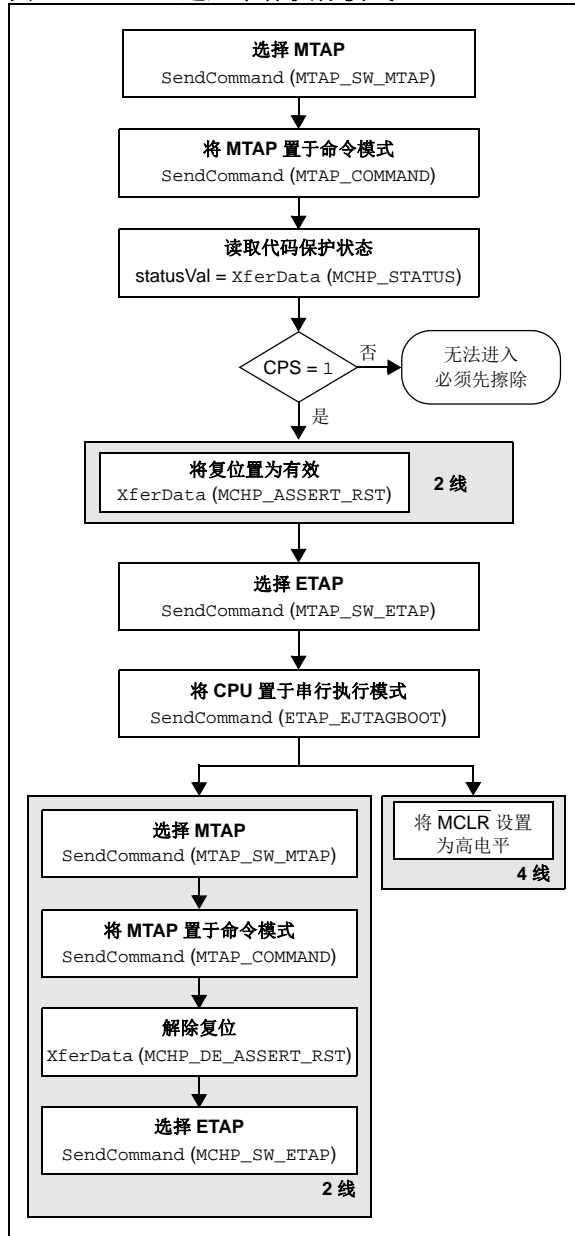 选择 MTAP
SendCommand (MTAP_SW_MTAP)
将 MTAP 置于命令模式
SendCommand (MTAP_COMMAND)
读取代码保护状态
statusVal = XferData (MCHP_STATUS)
CPS = 1
否
无法进入
必须先擦除
是
将复位置为有效
XferData (MCHP_ASSERT_RST)
2 线
选择 ETAP
SendCommand (MTAP_SW_ETAP)
将 CPU 置于串行执行模式
SendCommand (ETAP_EJTAGBOOT)
选择 MTAP
SendCommand (MTAP_SW_MTAP)
将 MTAP 置于命令模式
SendCommand (MTAP_COMMAND)
解除复位
XferData (MCHP_DE_ASSERT_RST)
选择 ETAP
SendCommand (MCHP_SW_ETAP)
2 线
将 MCLR 设置
为高电平
4 线